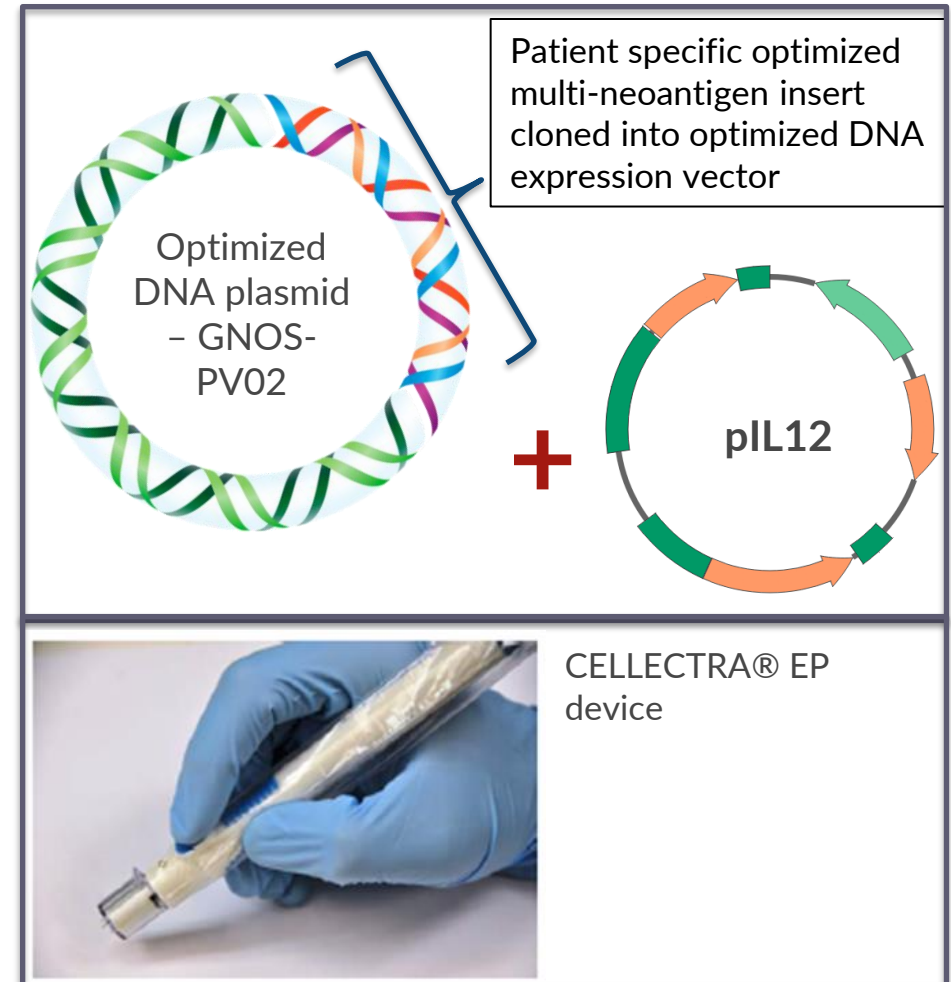 Patient specific optimized
multi-neoantigen insert
cloned into optimized DNA
expression vector
Optimized
DNA plasmid
– GNOS-
PV02
pIL12
CELLECTRA® EP
device